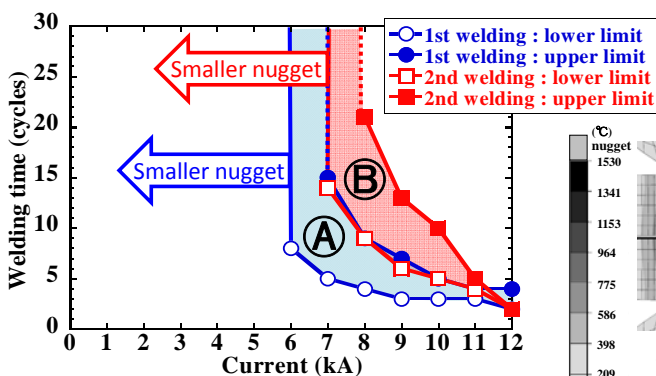 1st welding : lower limit
1st welding : upper limit
2nd welding : lower limit
2nd welding : upper limit
Welding time (cycles)
30
25
20
15
10
5
0
Smaller nugget
Smaller nugget
A
B
0 1 2 3 4 5 6 7 8 9 10 11 12
Current (kA)
(℃)
nugget
1530
1341
1153
964
775
586
398
209